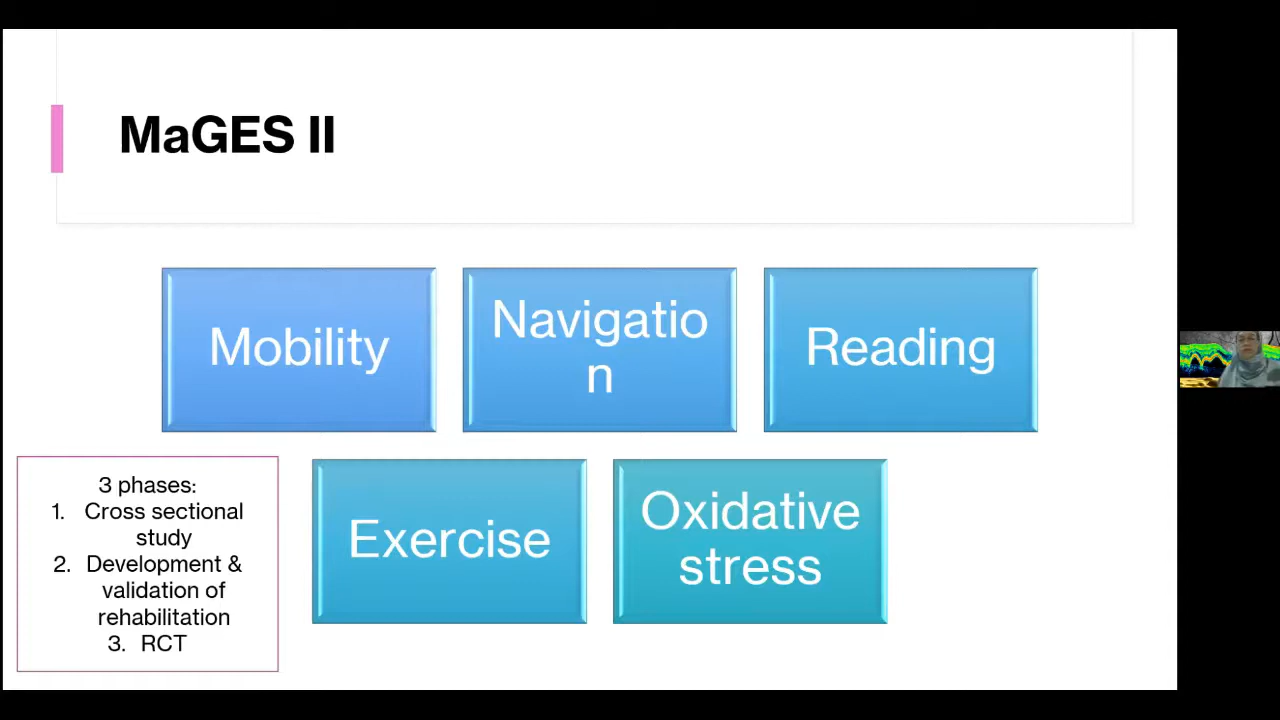 MaGES II
Mobility
Navigatio
n
Reading
3 phases:
1. Cross sectional
study
2. Development &
validation of
rehabilitation
3. RCT
Exercise
Oxidative
stress